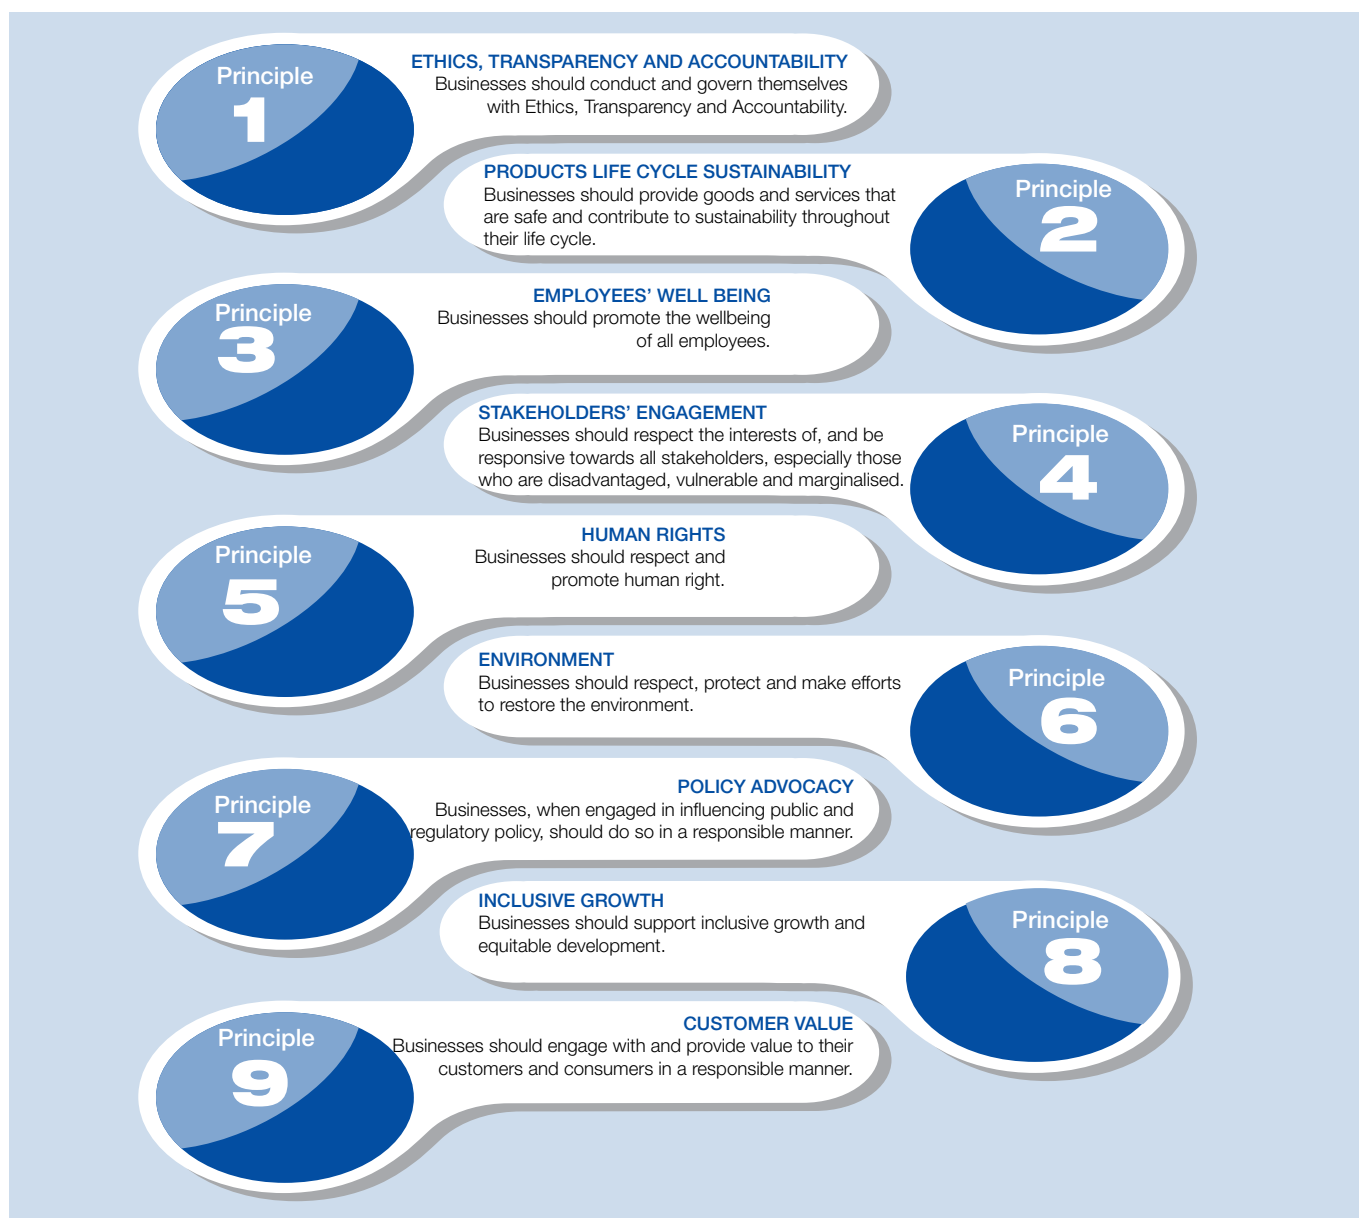 Principle
1
ETHICS, TRANSPARENCY AND ACCOUNTABILITY
Businesses should conduct and govern themselves
with Ethics, Transparency and Accountability.
PRODUCTS LIFE CYCLE SUSTAINABILITY
Businesses should provide goods and services that
are safe and contribute to sustainability throughout
their life cycle.
Principle
2
Principle
3
EMPLOYEES’ WELL BEING
Businesses should promote the wellbeing
of all employees.
STAKEHOLDERS’ ENGAGEMENT
Businesses should respect the interests of, and be
responsive towards all stakeholders, especially those
who are disadvantaged, vulnerable and marginalised.
Principle
4
Principle
5
HUMAN RIGHTS
Businesses should respect and
promote human right.
ENVIRONMENT
Businesses should respect, protect and make efforts
to restore the environment.
Principle
6
Principle
7
POLICY ADVOCACY
Businesses, when engaged in influencing public and
regulatory policy, should do so in a responsible manner.
INCLUSIVE GROWTH
Businesses should support inclusive growth and
equitable development.
Principle
8
Principle
9
CUSTOMER VALUE
Businesses should engage with and provide value to their
customers and consumers in a responsible manner.